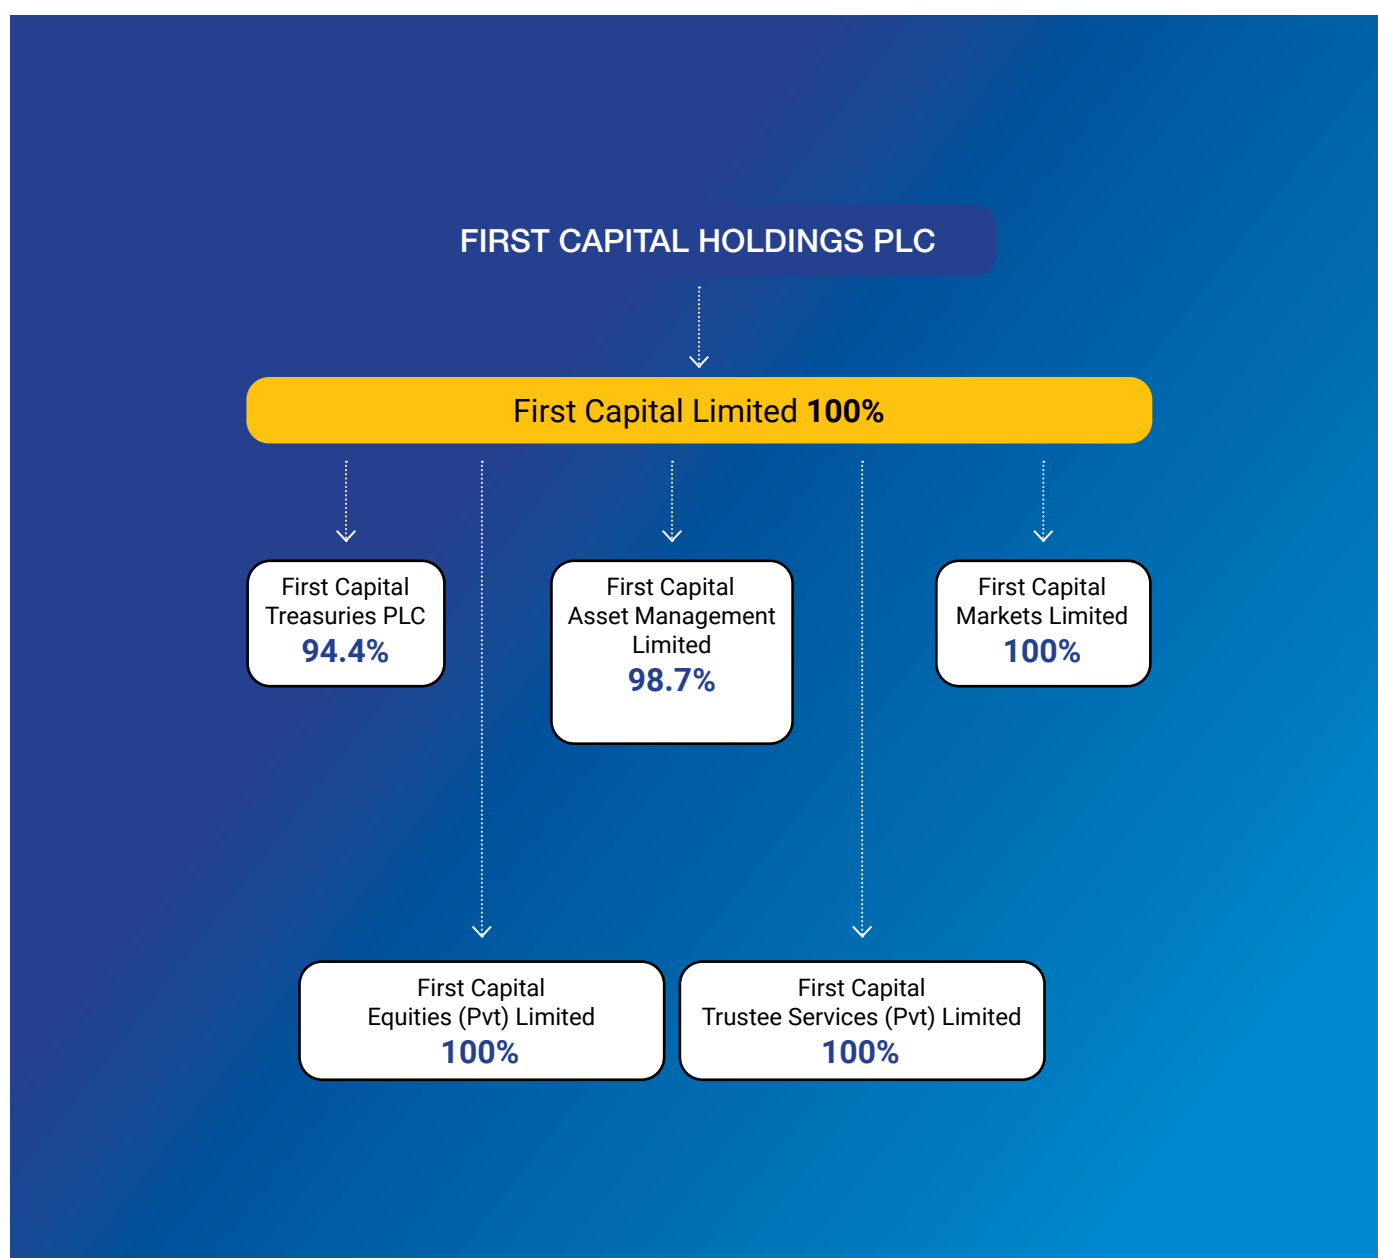 FIRST CAPITAL HOLDINGS PLC
First Capital Limited 100%
First Capital
Treasuries PLC
94.4%
First Capital
Asset Management
Limited
98.7%
First Capital
Markets Limited
100%
First Capital
Equities (Pvt) Limited
100%
First Capital
Trustee Services (Pvt) Limited
100%